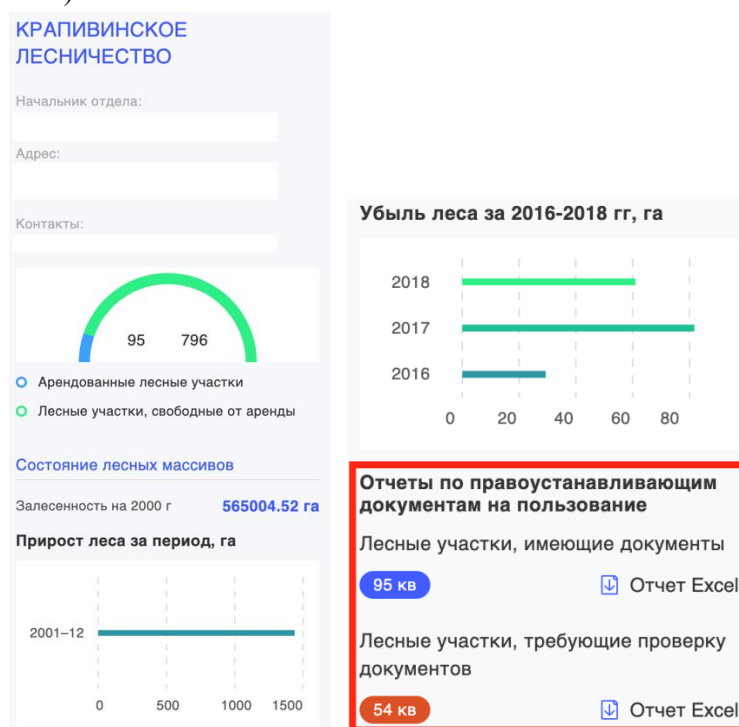 КРАПИВИНСКОЕ
ЛЕСНИЧЕСТВО
Начальник отдела:
Адрес:
Контакты:
95 796
Арендованные лесные участки
Лесные участки, свободные от аренды
Состояние лесных массивов
Залесенность на 2000 г 565004.52 га
Прирост леса за период, га
2001–12
0 500 1000 1500
Убыль леса за 2016-2018 гг, га
2018
2017
2016
0 20 40 60 80
Отчеты по правоустанавливающим
документам на пользование
Лесные участки, имеющие документы
95 кв Отчет Excel
Лесные участки, требующие проверку
документов
54 кв Отчет Excel